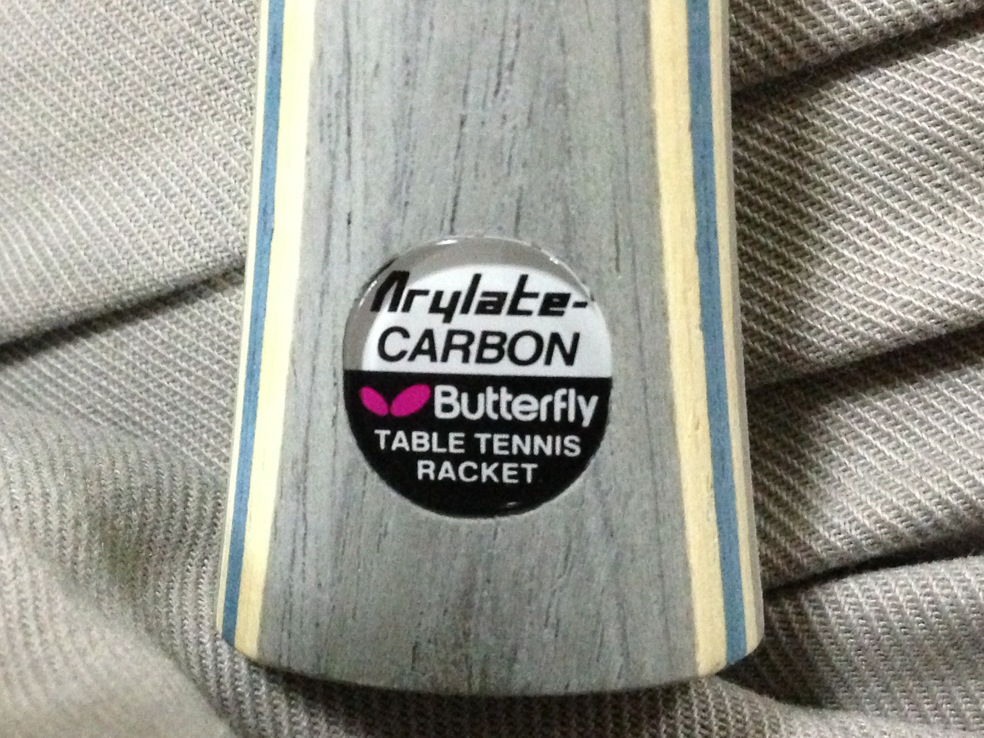 Arylate-
CARBON
Butterfly
TABLE TENNIS
RACKET